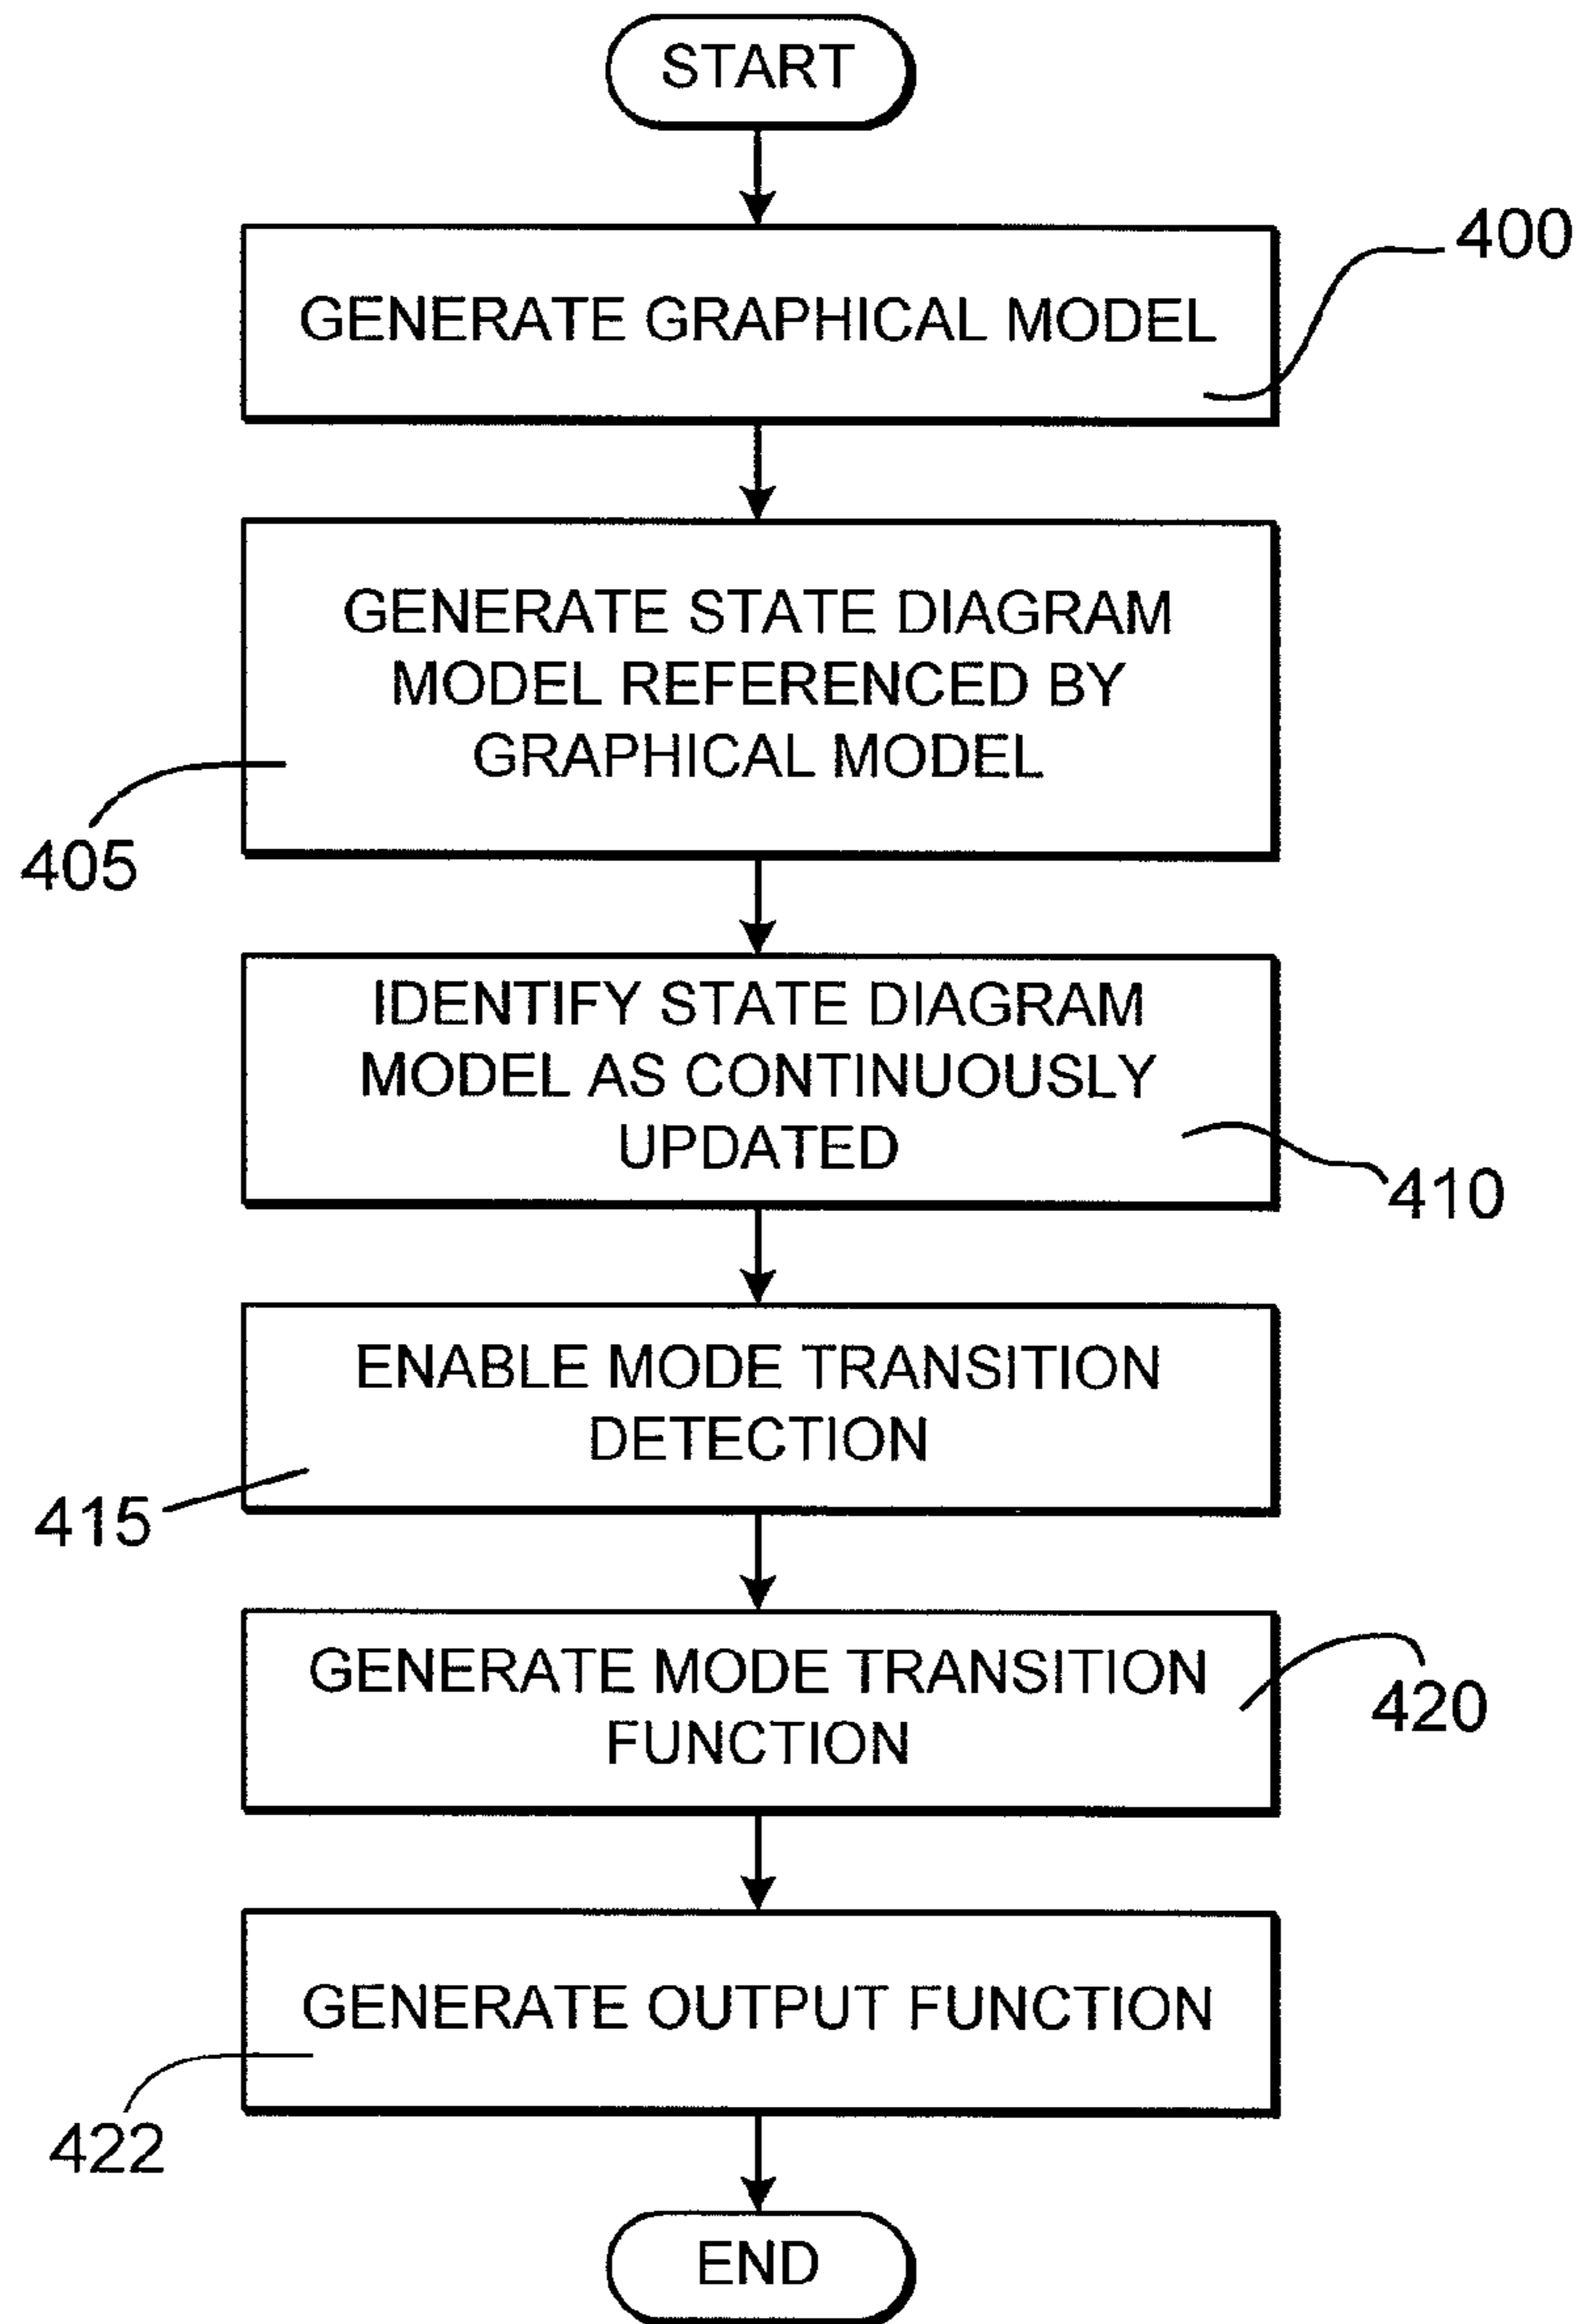 START
400
GENERATE GRAPHICAL MODEL
GENERATE STATE DIAGRAM
MODEL REFERENCED BY
GRAPHICAL MODEL
405
IDENTIFY STATE DIAGRAM
MODEL AS CONTINUOUSLY
UPDATED
410
ENABLE MODE TRANSITION
DETECTION
415
GENERATE MODE TRANSITION
FUNCTION
420
GENERATE OUTPUT FUNCTION
422
END